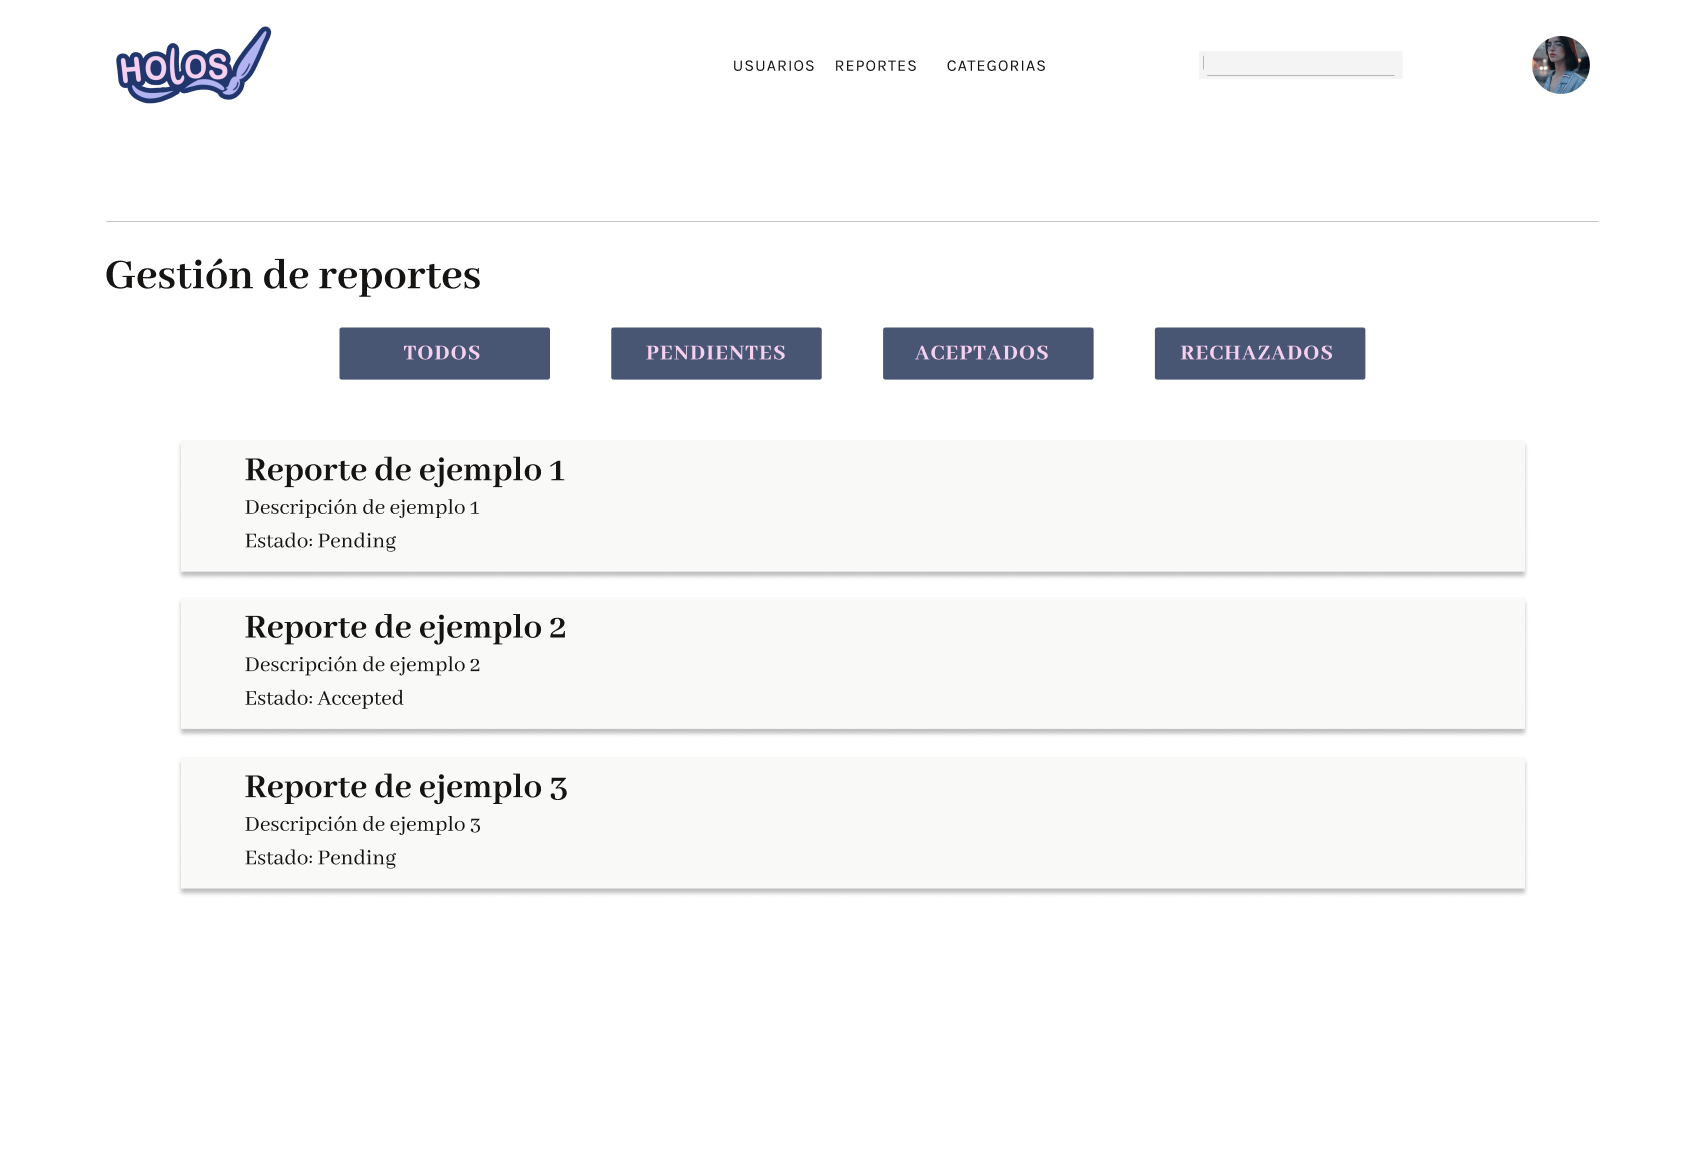 HOLOS
USUARIOS REPORTES CATEGORIAS
Gestión de reportes
TODOS PENDIENTES ACEPTADOS RECHAZADOS
Reporte de ejemplo 1
Descripción de ejemplo 1
Estado: Pending
Reporte de ejemplo 2
Descripción de ejemplo 2
Estado: Accepted
Reporte de ejemplo 3
Descripción de ejemplo 3
Estado: Pending